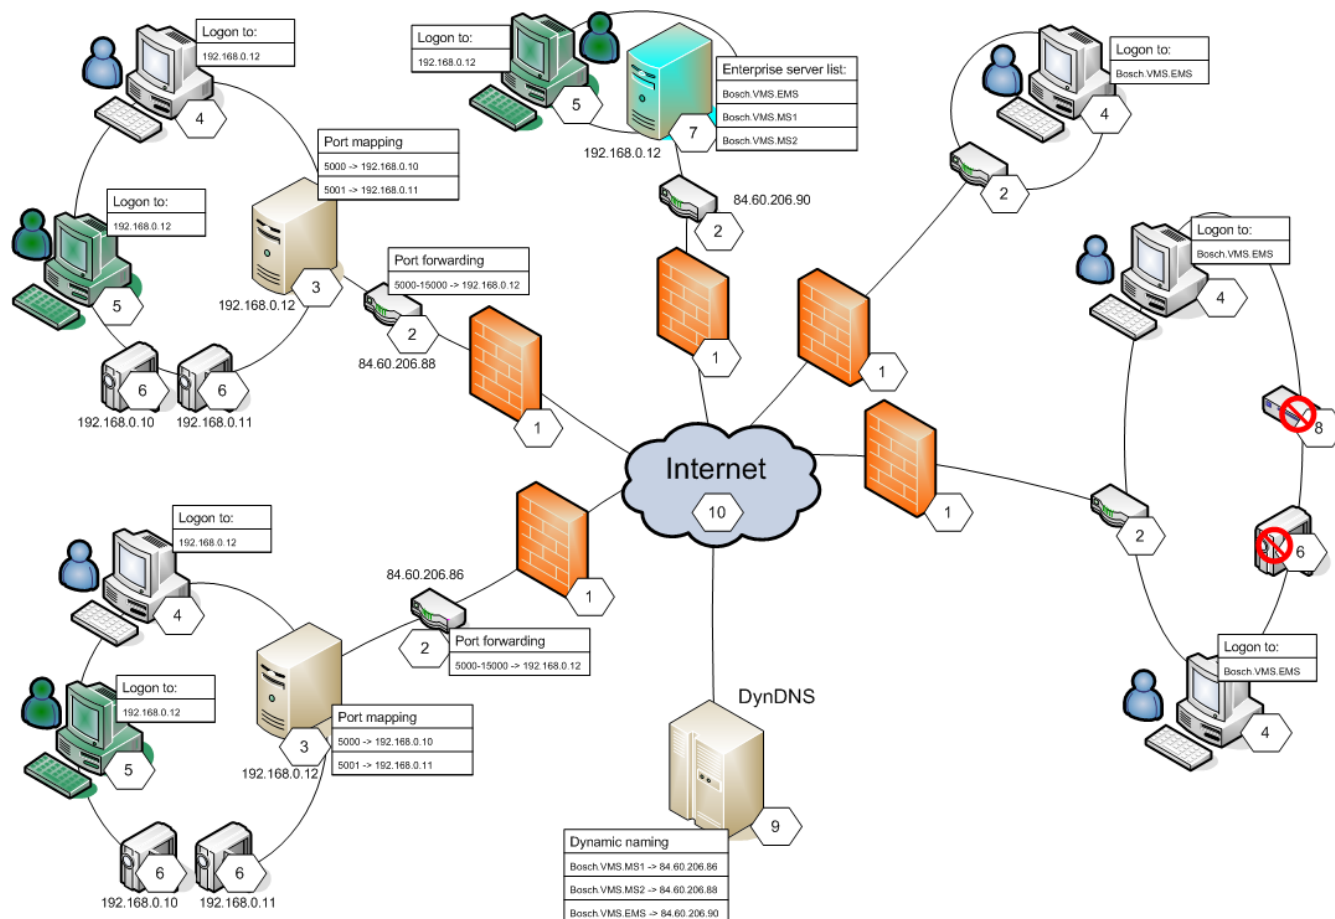 Logon to:
192.168.0.12
4
Logon to:
192.168.0.12
5
Port mapping
5000 -> 192.168.0.10
5001 -> 192.168.0.11
3
192.168.0.12
6
6
192.168.0.10
192.168.0.11
Port forwarding
5000-15000 -> 192.168.0.12
2
84.60.206.88
1
Logon to:
192.168.0.12
5
7
192.168.0.12
Enterprise server list:
Bosch.VMS.EMS
Bosch.VMS.MS1
Bosch.VMS.MS2
84.60.206.90
2
1
Logon to:
Bosch.VMS.EMS
4
2
1
Logon to:
Bosch.VMS.EMS
4
8
6
2
1
Logon to:
Bosch.VMS.EMS
4
Internet
10
Logon to:
192.168.0.12
4
Logon to:
192.168.0.12
5
3
192.168.0.12
Port mapping
5000 -> 192.168.0.10
5001 -> 192.168.0.11
6
6
192.168.0.10
192.168.0.11
84.60.206.86
2
Port forwarding
5000-15000 -> 192.168.0.12
1
DynDNS
9
Dynamic naming
Bosch.VMS.MS1 -> 84.60.206.86
Bosch.VMS.MS2 -> 84.60.206.88
Bosch.VMS.EMS -> 84.60.206.90